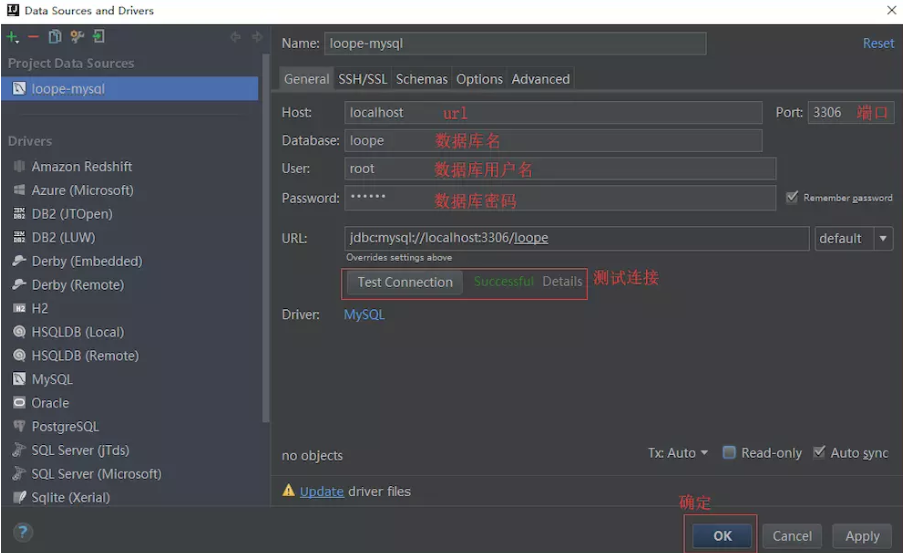 Data Sources and Drivers
Name: loope-mysql Reset
Project Data Sources
loope-mysql
General SSH/SSL Schemas Options Advanced
Host: localhost url Port: 3306 端口
Database: loope 数据库名
User: root 数据库用户名
Password: •••••• 数据库密码 Remember password
URL: jdbc:mysql://localhost:3306/loope default
Overrides settings above
Test Connection Successful Details 测试连接
Driver: MySQL
Drivers
Amazon Redshift
Azure (Microsoft)
DB2 (JTOpen)
DB2 (LUW)
Derby (Embedded)
Derby (Remote)
H2
HSQLDB (Local)
HSQLDB (Remote)
MySQL
Oracle
PostgreSQL
SQL Server (jTds)
SQL Server (Microsoft)
Sqlite (Xerial)
no objects Tx: Auto Read-only Auto sync
Update driver files
确定
? OK Cancel Apply